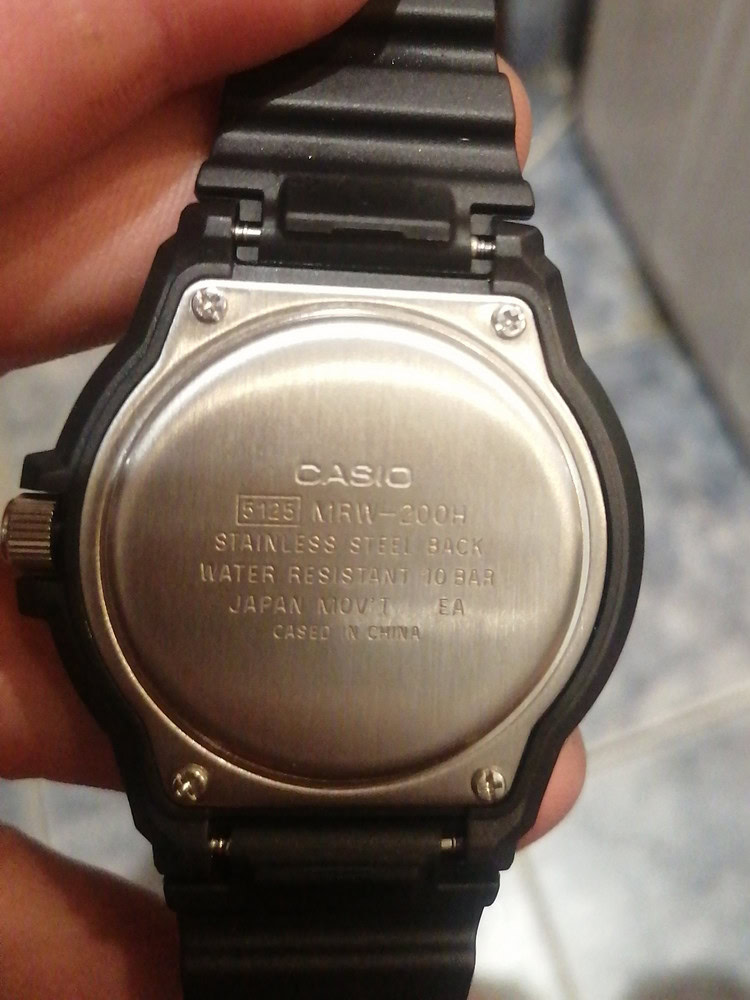 CASIO
5125 MRW-200H
STAINLESS STEEL BACK
WATER RESISTANT 10 BAR
JAPAN MOV'T EA
CASED IN CHINA